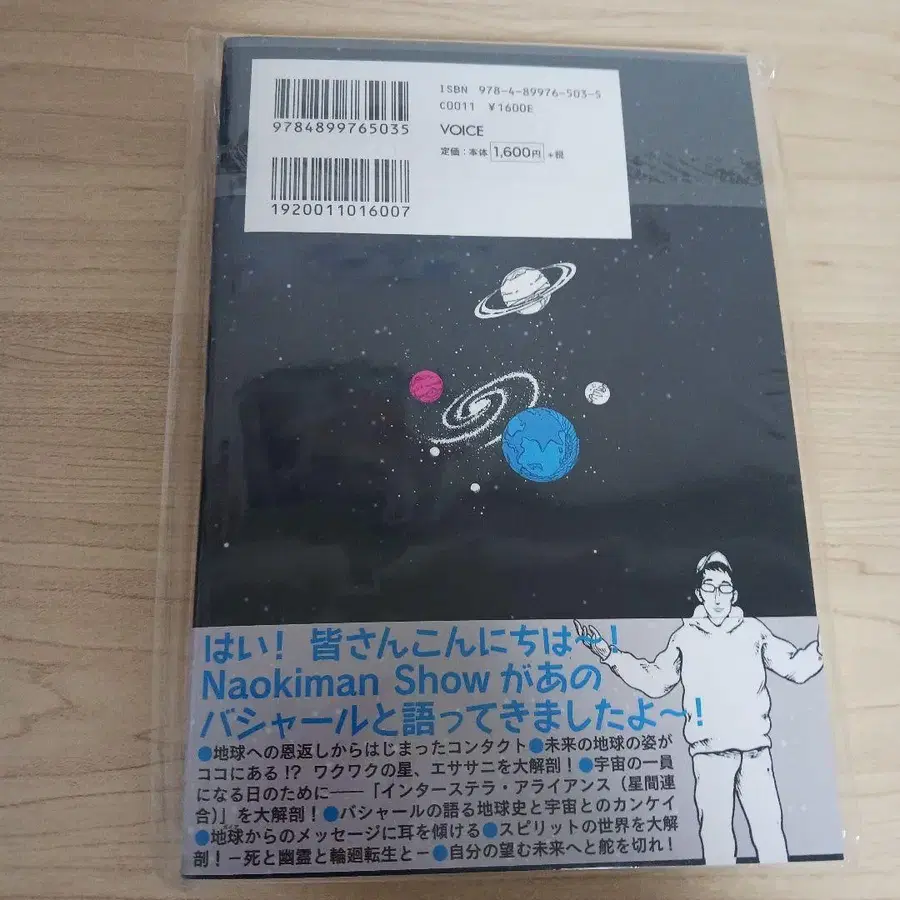 ISBN 978-4-89976-503-5
C0011 ¥1600E
9784899765035
VOICE
定価：本体 1,600円 +税
1920011016007
はい！ 皆さんこんにちは〜！
Naokiman Show があの
バシャールと語ってきましたよ〜！
●地球への恩返しからはじまったコンタクト●未来の地球の姿が
ココにある!? ワクワクの星、エササニを大解剖！●宇宙の一員
になる日のために――「インターステラ・アライアンス（星間連
合）」を大解剖！●バシャールの語る地球史と宇宙とのカンケイ
●地球からのメッセージに耳を傾ける●スピリットの世界を大解
剖！ー死と幽霊と輪廻転生とー●自分の望む未来へと舵を切れ！